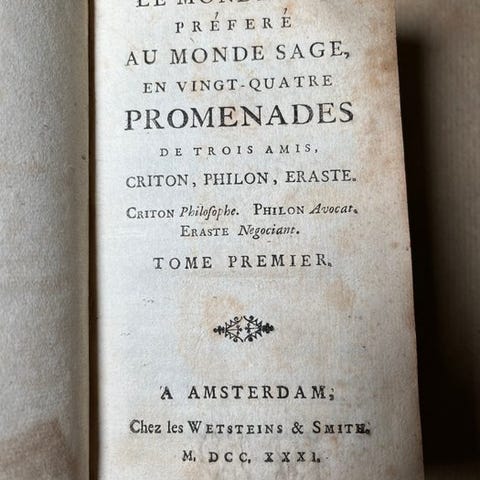 LE MONDE
PRÉFERÉ
AU MONDE SAGE,
EN VINGT-QUATRE
PROMENADES
DE TROIS AMIS,
CRITON, PHILON, ERASTE.
CRITON Philoſophe. PHILON Avocat.
ERASTE Negociant.
TOME PREMIER.
A AMSTERDAM,
Chez les WETSTEINS & SMITH.
M. DCC. XXXI.